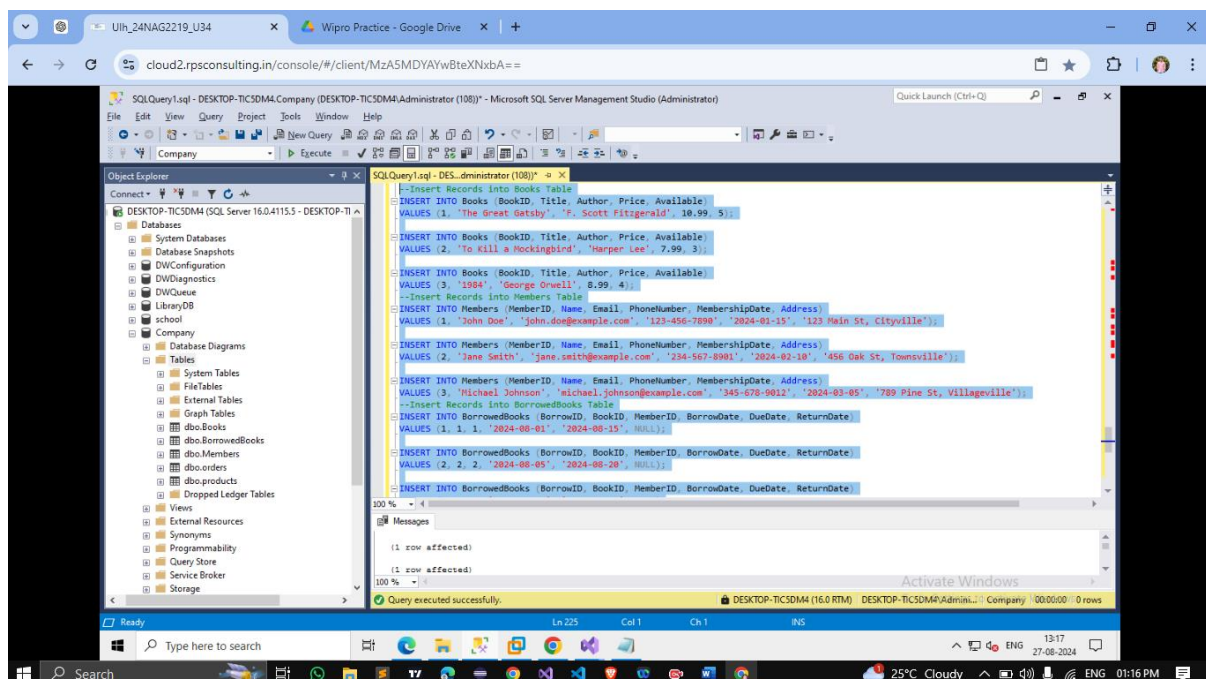 Ulh_24NAG2219_U34
Wipro Practice - Google Drive
cloud2.rpsconsulting.in/console/#/client/MzA5MDYAYwBteXNxbA==
SQLQuery1.sql - DESKTOP-TIC5DM4.Company (DESKTOP-TIC5DM4\Administrator (108))* - Microsoft SQL Server Management Studio (Administrator)
Quick Launch (Ctrl+Q)
File Edit View Query Project Tools Window Help
New Query
Company
Execute
Object Explorer
Connect
DESKTOP-TIC5DM4 (SQL Server 16.0.4115.5 - DESKTOP-TI
Databases
System Databases
Database Snapshots
DWConfiguration
DWDiagnostics
DWQueue
LibraryDB
school
Company
Database Diagrams
Tables
System Tables
FileTables
External Tables
Graph Tables
dbo.Books
dbo.BorrowedBooks
dbo.Members
dbo.orders
dbo.products
Dropped Ledger Tables
Views
External Resources
Synonyms
Programmability
Query Store
Service Broker
Storage
SQLQuery1.sql - DES...dministrator (108))*
--Insert Records into Books Table
INSERT INTO Books (BookID, Title, Author, Price, Available)
VALUES (1, 'The Great Gatsby', 'F. Scott Fitzgerald', 10.99, 5);
INSERT INTO Books (BookID, Title, Author, Price, Available)
VALUES (2, 'To Kill a Mockingbird', 'Harper Lee', 7.99, 3);
INSERT INTO Books (BookID, Title, Author, Price, Available)
VALUES (3, '1984', 'George Orwell', 8.99, 4);
--Insert Records into Members Table
INSERT INTO Members (MemberID, Name, Email, PhoneNumber, MembershipDate, Address)
VALUES (1, 'John Doe', 'john.doe@example.com', '123-456-7890', '2024-01-15', '123 Main St, Cityville');
INSERT INTO Members (MemberID, Name, Email, PhoneNumber, MembershipDate, Address)
VALUES (2, 'Jane Smith', 'jane.smith@example.com', '234-567-8901', '2024-02-10', '456 Oak St, Townsville');
INSERT INTO Members (MemberID, Name, Email, PhoneNumber, MembershipDate, Address)
VALUES (3, 'Michael Johnson', 'michael.johnson@example.com', '345-678-9012', '2024-03-05', '789 Pine St, Villageville');
--Insert Records into BorrowedBooks Table
INSERT INTO BorrowedBooks (BorrowID, BookID, MemberID, BorrowDate, DueDate, ReturnDate)
VALUES (1, 1, 1, '2024-08-01', '2024-08-15', NULL);
INSERT INTO BorrowedBooks (BorrowID, BookID, MemberID, BorrowDate, DueDate, ReturnDate)
VALUES (2, 2, 2, '2024-08-05', '2024-08-20', NULL);
INSERT INTO BorrowedBooks (BorrowID, BookID, MemberID, BorrowDate, DueDate, ReturnDate)
100 %
Messages
(1 row affected)
(1 row affected)
100 %
Activate Windows
Query executed successfully.
DESKTOP-TIC5DM4 (16.0 RTM) DESKTOP-TIC5DM4\Admini... Company 00:00:00 0 rows
Ready Ln 225 Col 1 Ch 1 INS
Type here to search
ENG 13:17
27-08-2024
Search
25°C Cloudy ENG 01:16 PM